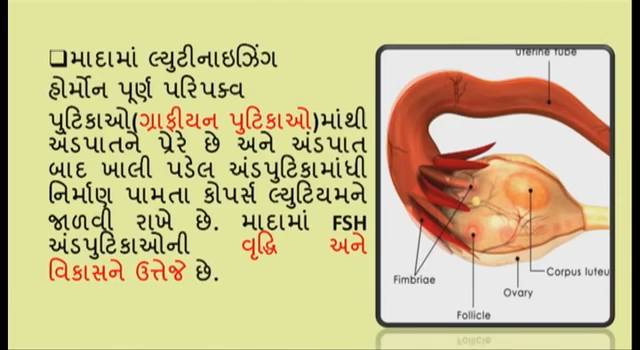 ❑માદામાં લ્યુટીનાઇઝિંગ
હોર્મોન પૂર્ણ પરિપક્વ
પુટિકાઓ(ગ્રાફીયન પુટિકાઓ)માંથી
અંડપાતને પ્રેરે છે અને અંડપાત
બાદ ખાલી પડેલ અંડપુટિકામાંધી
નિર્માણ પામતા કોપર્સ લ્યુટિયમને
જાળવી રાખે છે. માદામાં FSH
અંડપુટિકાઓની વૃદ્ધિ અને
વિકાસને ઉત્તેજે છે.
uterine tube
Fimbriae
Corpus luteu
Ovary
Follicle